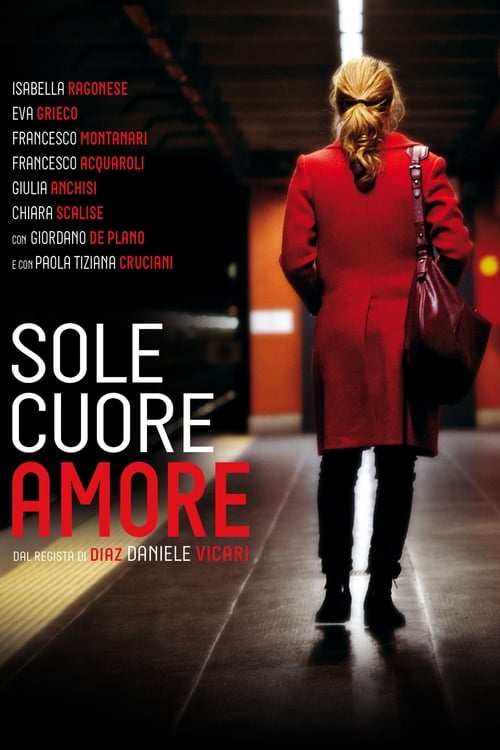 ISABELLA RAGONESE
EVA GRIECO
FRANCESCO MONTANARI
FRANCESCO ACQUAROLI
GIULIA ANCHISI
CHIARA SCALISE
CON GIORDANO DE PLANO
E CON PAOLA TIZIANA CRUCIANI
SOLE
CUORE
AMORE
DAL REGISTA DI DIAZ DANIELE VICARI